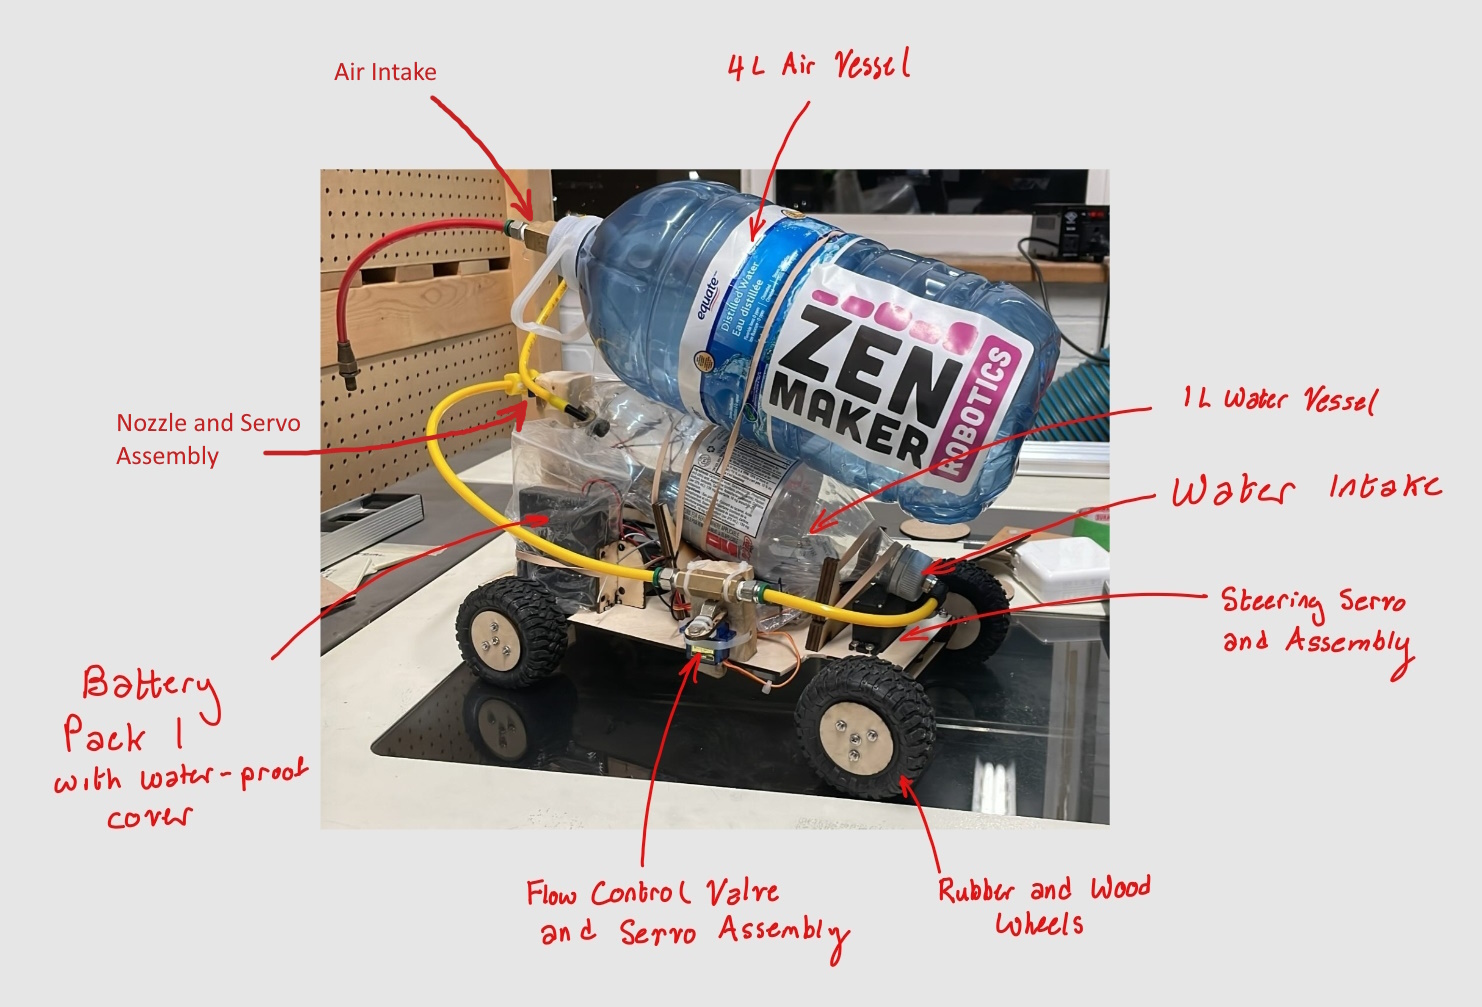 Air Intake
4L Air Vessel
equate
Distilled Water
Eau distillée
ZEN
MAKER
ROBOTICS
1L Water Vessel
Nozzle and Servo
Assembly
Water Intake
Steering Servo
and Assembly
Battery
Pack 1
with water-proof
cover
Flow Control Valve
and Servo Assembly
Rubber and Wood
Wheels